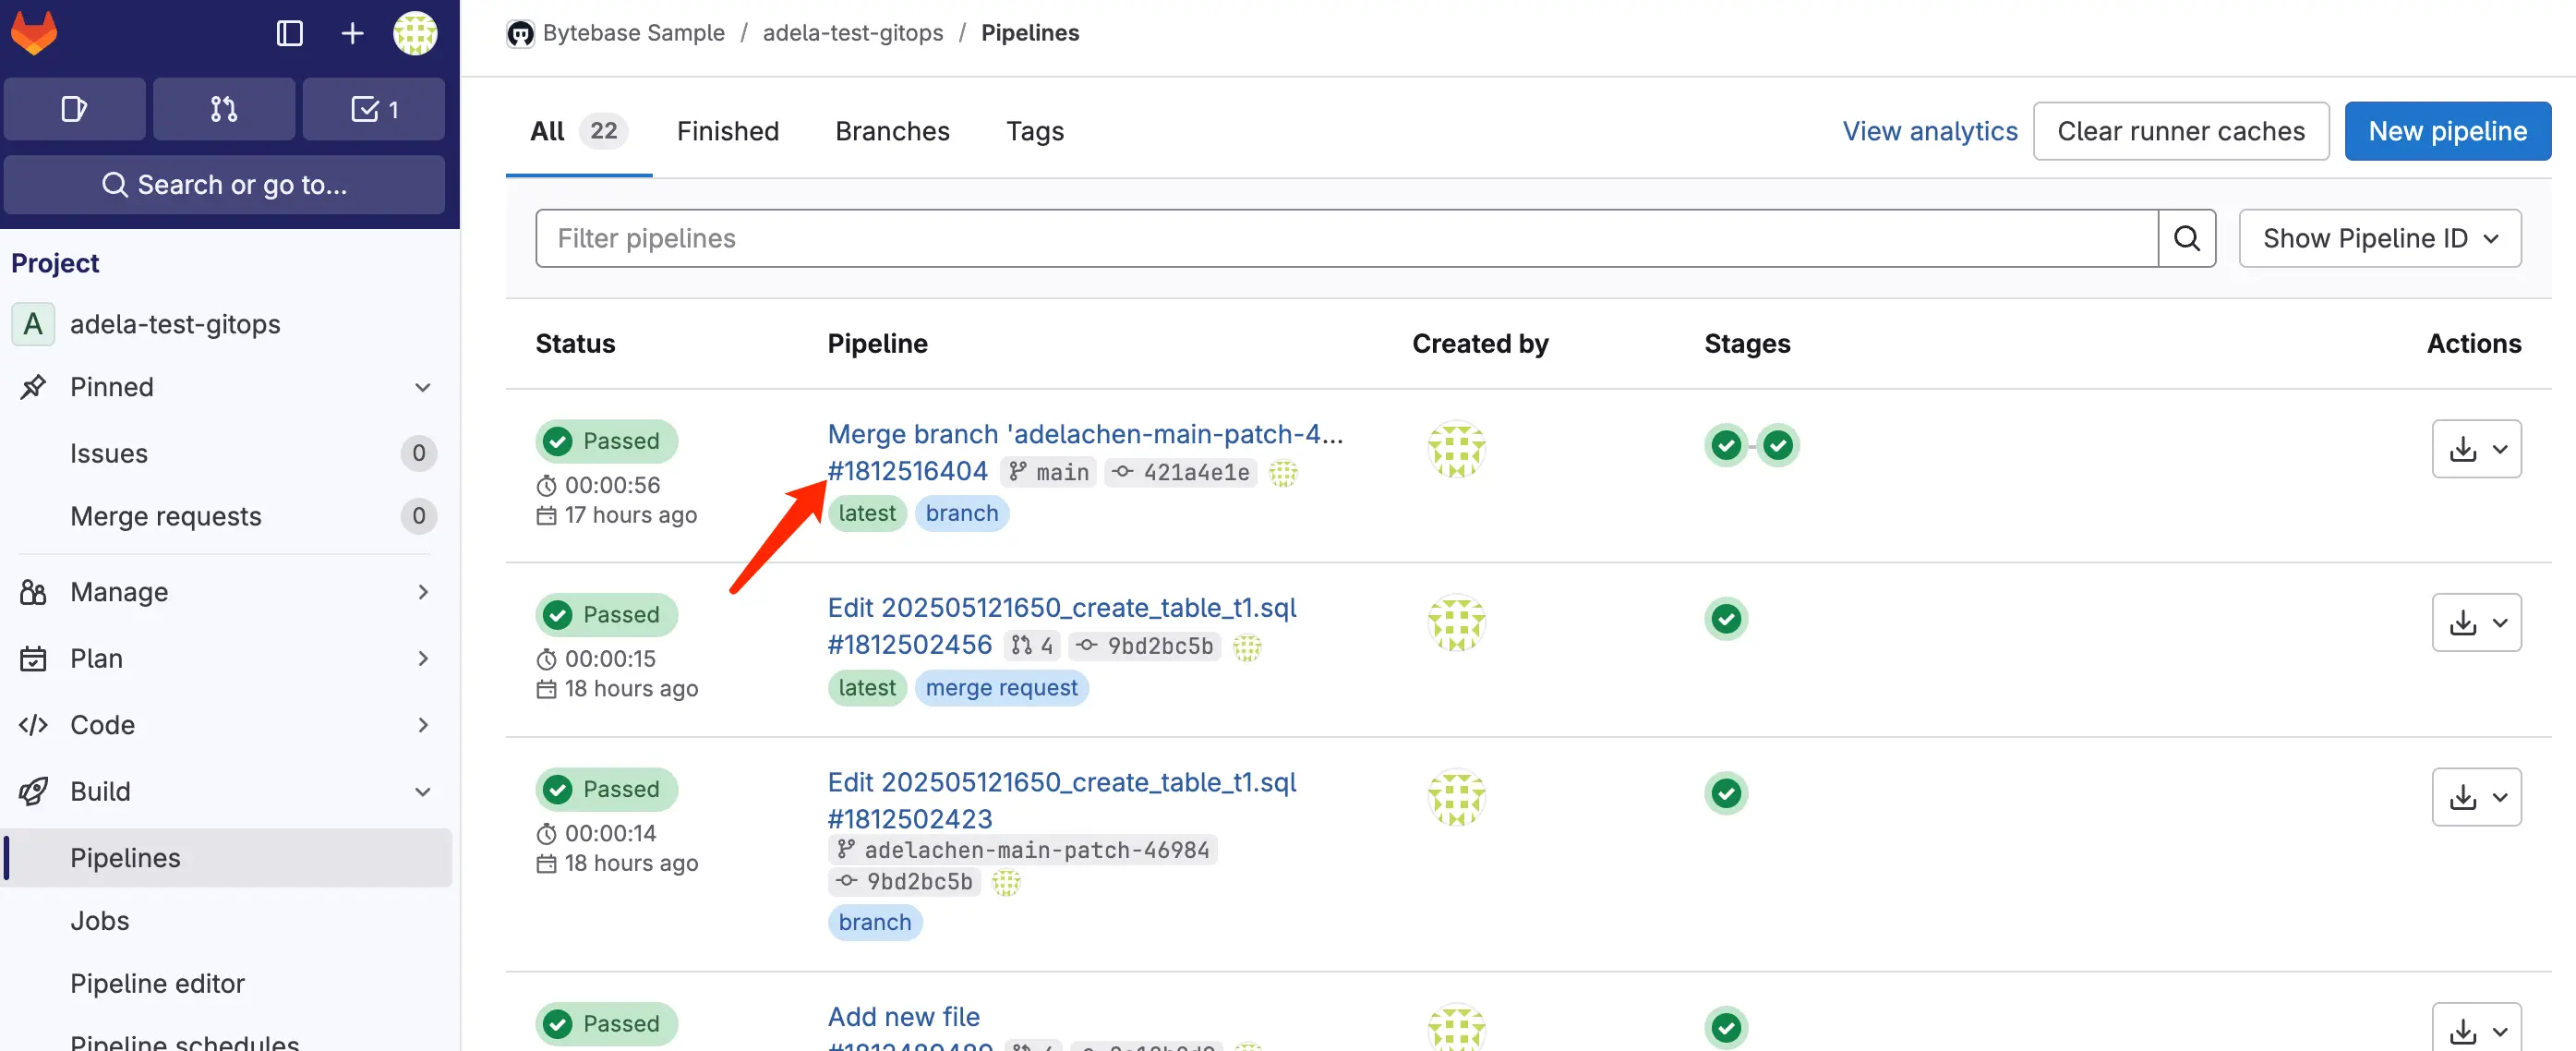 1
Search or go to...
Project
A adela-test-gitops
Pinned
Issues 0
Merge requests 0
Manage
Plan
Code
Build
Pipelines
Jobs
Pipeline editor
Pipeline schedules
Bytebase Sample / adela-test-gitops / Pipelines
All 22 Finished Branches Tags View analytics Clear runner caches New pipeline
Filter pipelines Show Pipeline ID
Status Pipeline Created by Stages Actions
Passed
00:00:56
17 hours ago
Merge branch 'adelachen-main-patch-4...
#1812516404 main 421a4e1e
latest branch
Passed
00:00:15
18 hours ago
Edit 202505121650_create_table_t1.sql
#1812502456 4 9bd2bc5b
latest merge request
Passed
00:00:14
18 hours ago
Edit 202505121650_create_table_t1.sql
#1812502423
adelachen-main-patch-46984
9bd2bc5b
branch
Passed
Add new file